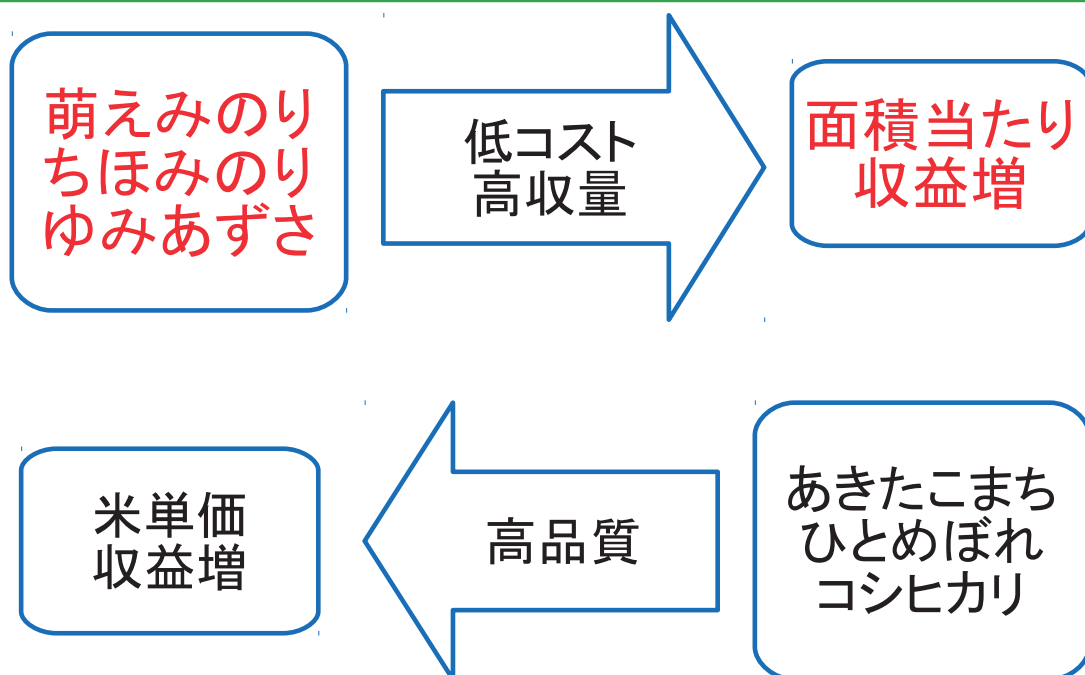 萌えみのり
ちほみのり
ゆみあずさ
低コスト
高収量
面積当たり
収益増
米単価
収益増
高品質
あきたこまち
ひとめぼれ
コシヒカリ